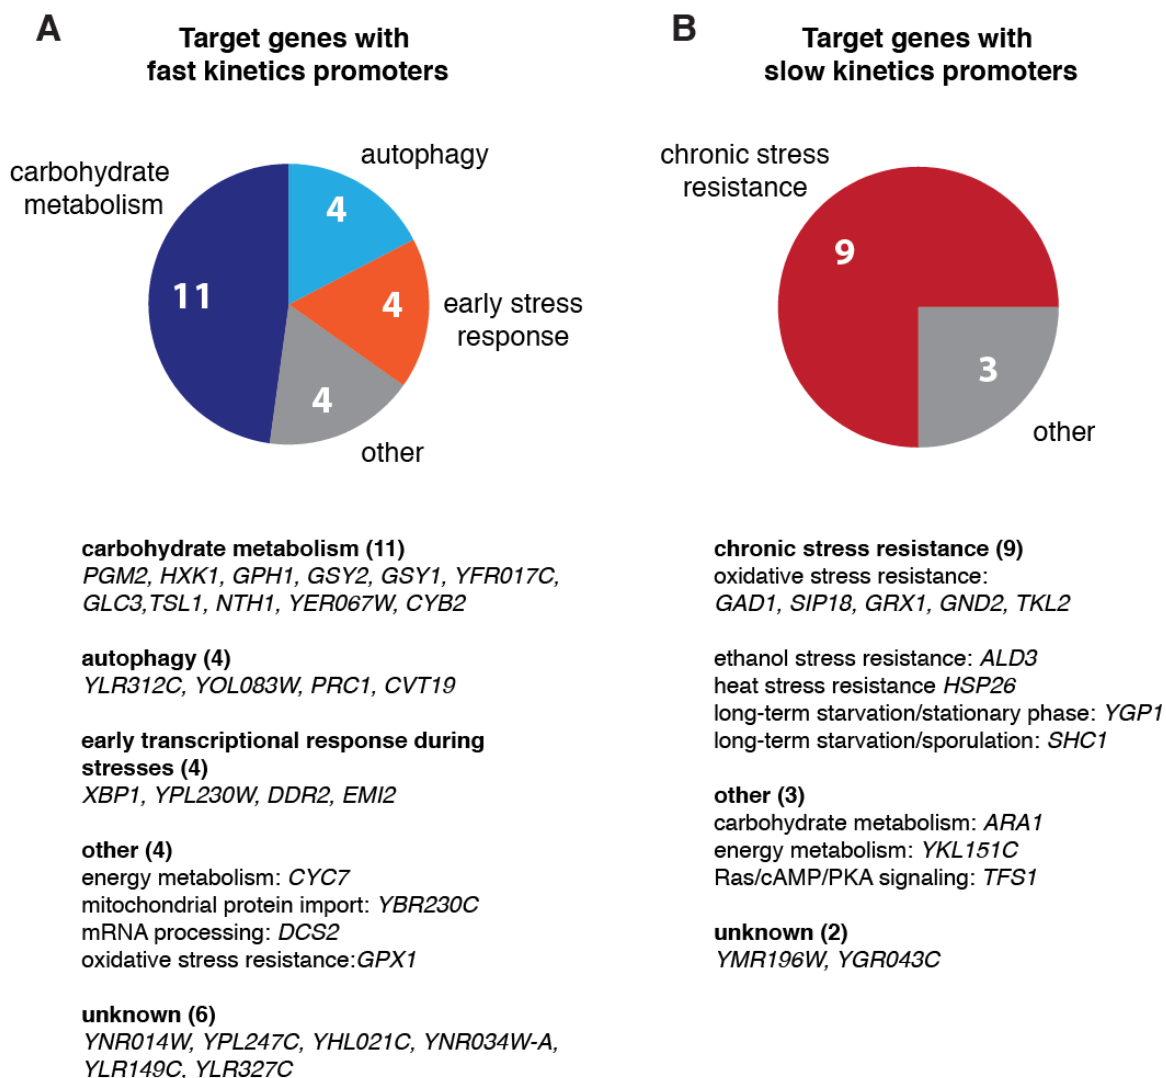 A
Target genes with
fast kinetics promoters
carbohydrate
metabolism
autophagy
4
11
4
early stress
response
4
other
carbohydrate metabolism (11)
PGM2, HXK1, GPH1, GSY2, GSY1, YFR017C,
GLC3,TSL1, NTH1, YER067W, CYB2
autophagy (4)
YLR312C, YOL083W, PRC1, CVT19
early transcriptional response during
stresses (4)
XBP1, YPL230W, DDR2, EMI2
other (4)
energy metabolism: CYC7
mitochondrial protein import: YBR230C
mRNA processing: DCS2
oxidative stress resistance:GPX1
unknown (6)
YNR014W, YPL247C, YHL021C, YNR034W-A,
YLR149C, YLR327C
B
Target genes with
slow kinetics promoters
chronic stress
resistance
9
3
other
chronic stress resistance (9)
oxidative stress resistance:
GAD1, SIP18, GRX1, GND2, TKL2
ethanol stress resistance: ALD3
heat stress resistance HSP26
long-term starvation/stationary phase: YGP1
long-term starvation/sporulation: SHC1
other (3)
carbohydrate metabolism: ARA1
energy metabolism: YKL151C
Ras/cAMP/PKA signaling: TFS1
unknown (2)
YMR196W, YGR043C